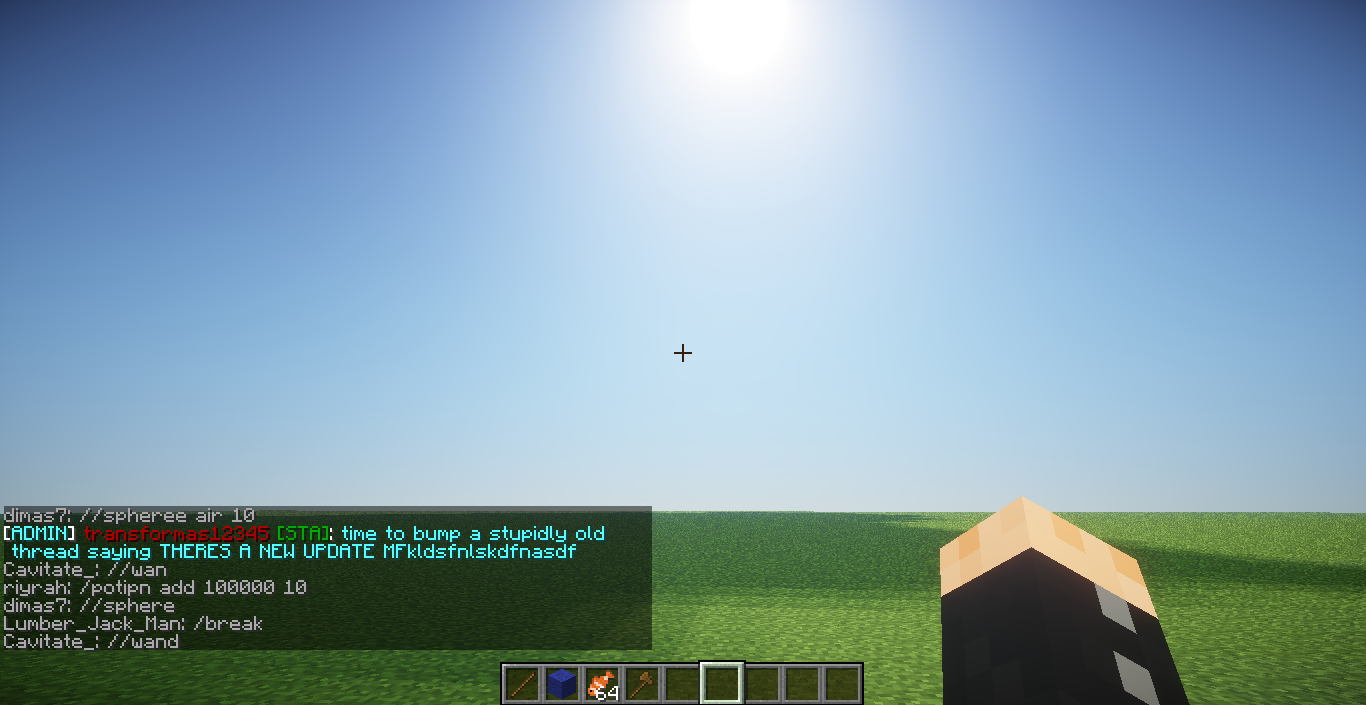 dimas7: //spheree air 10
[ADMIN] transformas12345 [STA]: time to bump a stupidly old
thread saying THERES A NEW UPDATE MFkldsfnlskdfnasdf
Cavitate_: //wan
riyrah: /potipn add 100000 10
dimas7: //sphere
Lumber_Jack_Man: /break
Cavitate_: //wand
64